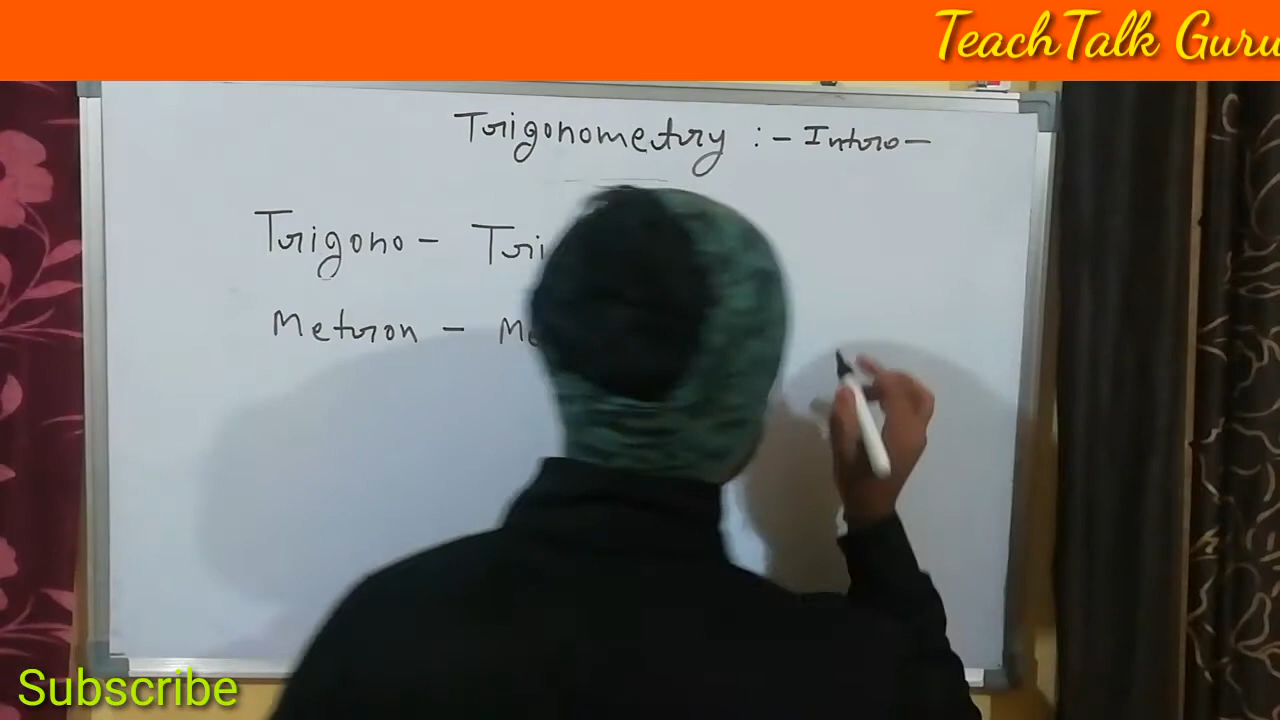 TeachTalk Guru
Trigonometry :- Intro -
Trigono - Tri
Metron - Me
Subscribe